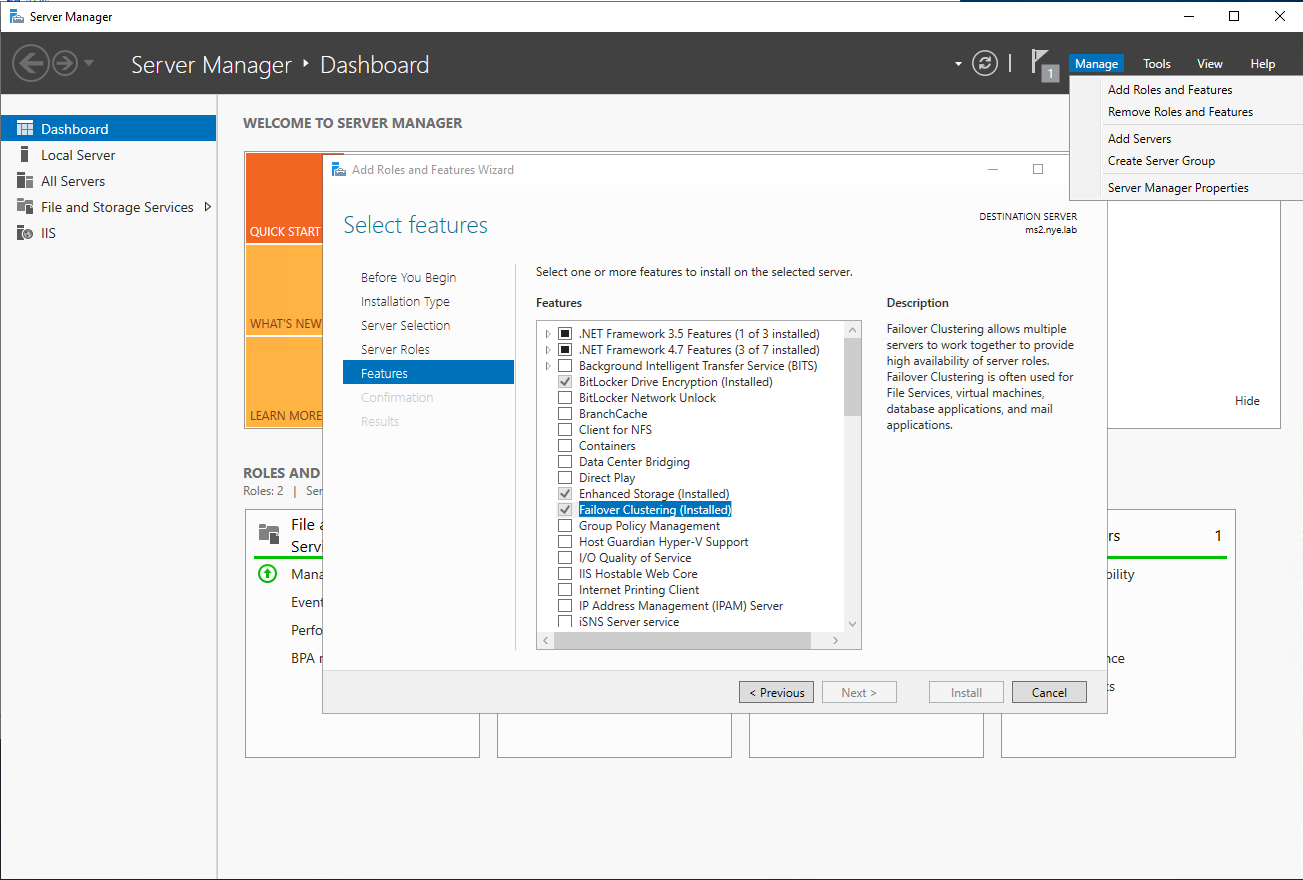 Server Manager
Server Manager ‣ Dashboard
1
Manage
Tools
View
Help
Add Roles and Features
Remove Roles and Features
Add Servers
Create Server Group
Server Manager Properties
Dashboard
Local Server
All Servers
File and Storage Services
IIS
WELCOME TO SERVER MANAGER
QUICK START
WHAT'S NEW
LEARN MORE
Hide
Add Roles and Features Wizard
Select features
DESTINATION SERVER
ms2.nye.lab
Before You Begin
Installation Type
Server Selection
Server Roles
Features
Confirmation
Results
Select one or more features to install on the selected server.
Features
.NET Framework 3.5 Features (1 of 3 installed)
.NET Framework 4.7 Features (3 of 7 installed)
Background Intelligent Transfer Service (BITS)
BitLocker Drive Encryption (Installed)
BitLocker Network Unlock
BranchCache
Client for NFS
Containers
Data Center Bridging
Direct Play
Enhanced Storage (Installed)
Failover Clustering (Installed)
Group Policy Management
Host Guardian Hyper-V Support
I/O Quality of Service
IIS Hostable Web Core
Internet Printing Client
IP Address Management (IPAM) Server
iSNS Server service
Description
Failover Clustering allows multiple
servers to work together to provide
high availability of server roles.
Failover Clustering is often used for
File Services, virtual machines,
database applications, and mail
applications.
< Previous
Next >
Install
Cancel
ROLES AND
Roles: 2 | Ser
File a
Servi
Mana
Event
Perfo
BPA r
rs 1
bility
nce
ts